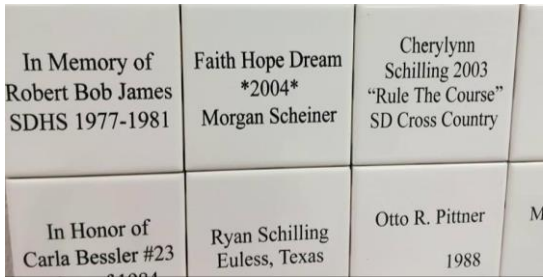 In Memory of
Robert Bob James
SDHS 1977-1981
Faith Hope Dream
*2004*
Morgan Scheiner
Cherylynn
Schilling 2003
“Rule The Course”
SD Cross Country
In Honor of
Carla Bessler #23
Ryan Schilling
Euless, Texas
Otto R. Pittner
1988
M